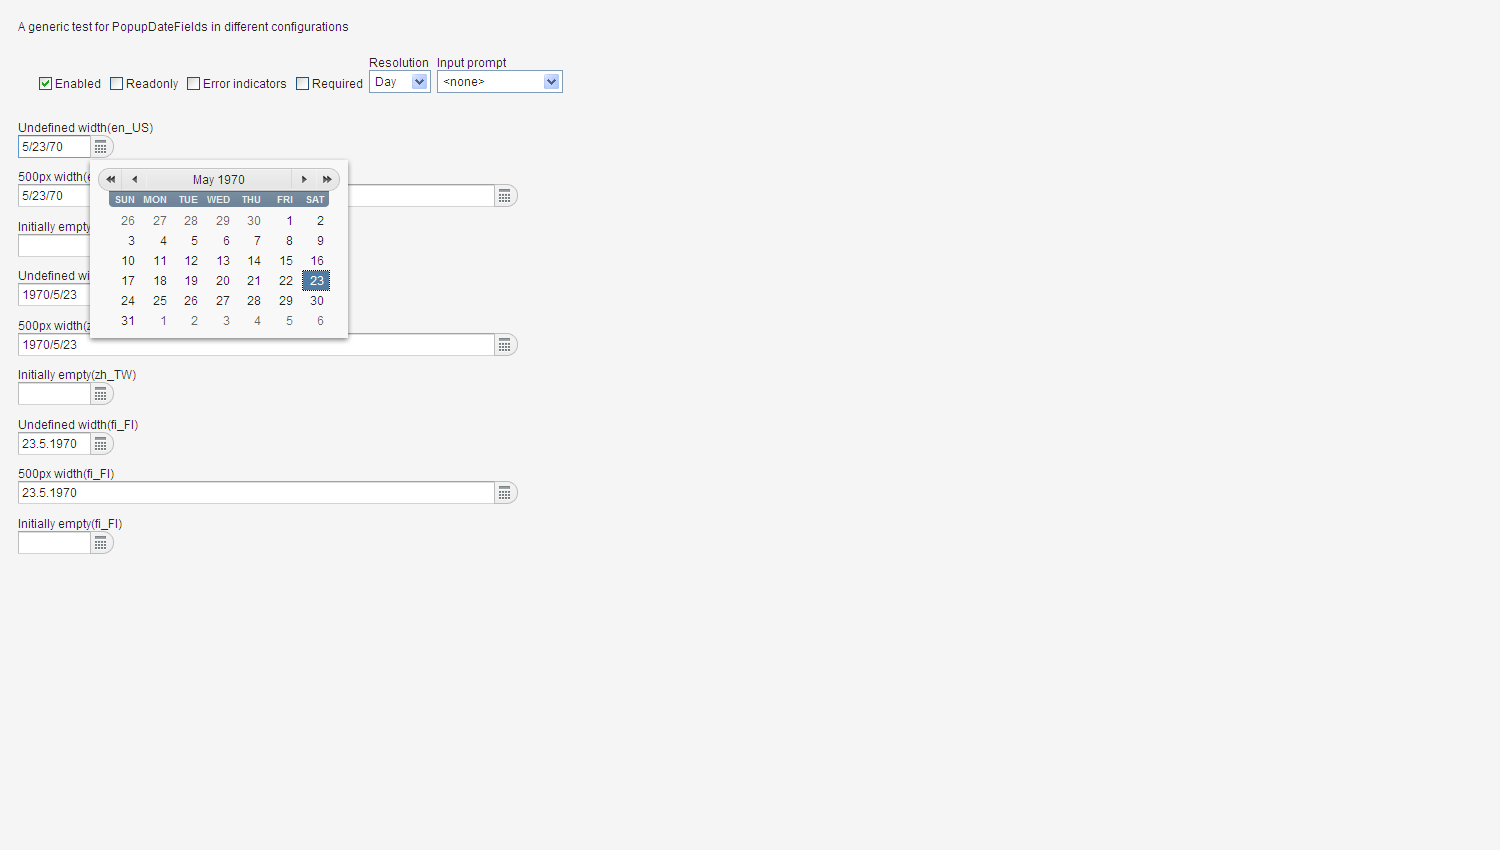 A generic test for PopupDateFields in different configurations
Resolution Input prompt
Enabled Readonly Error indicators Required Day <none>
Undefined width(en_US)
5/23/70
500px width(e
5/23/70
May 1970
SUN MON TUE WED THU FRI SAT
26 27 28 29 30 1 2
3 4 5 6 7 8 9
10 11 12 13 14 15 16
17 18 19 20 21 22 23
24 25 26 27 28 29 30
31 1 2 3 4 5 6
Initially empty
Undefined wi
1970/5/23
500px width(z
1970/5/23
Initially empty(zh_TW)
Undefined width(fi_FI)
23.5.1970
500px width(fi_FI)
23.5.1970
Initially empty(fi_FI)